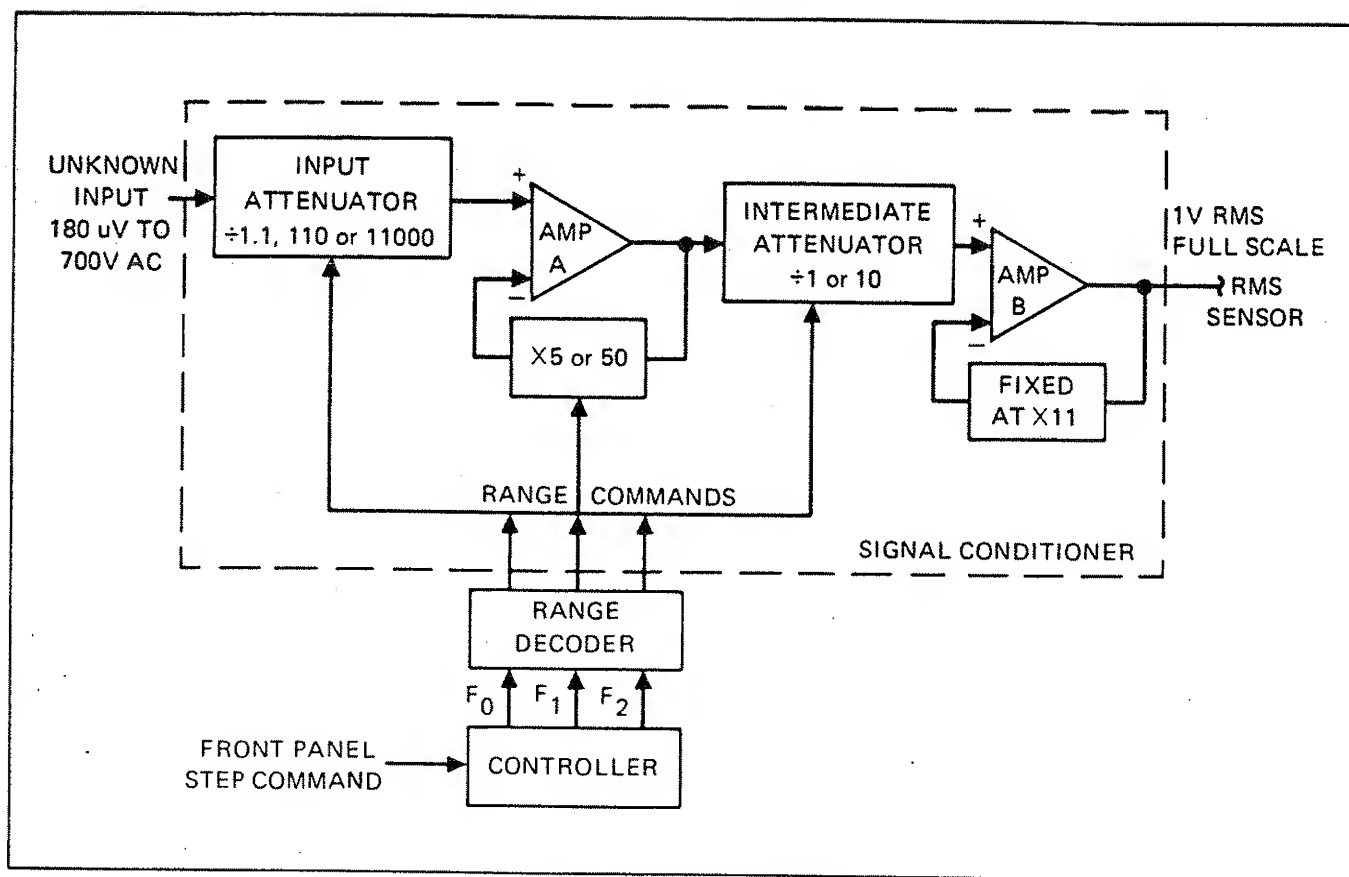 UNKNOWN
INPUT
180 uV TO
700V AC
INPUT
ATTENUATOR
÷1.1, 110 or 11000
+
AMP
A
−
X5 or 50
INTERMEDIATE
ATTENUATOR
÷1 or 10
+
AMP
B
−
FIXED
AT X11
1V RMS
FULL SCALE
RMS
SENSOR
RANGE COMMANDS
SIGNAL CONDITIONER
RANGE
DECODER
F0 F1 F2
FRONT PANEL
STEP COMMAND
CONTROLLER